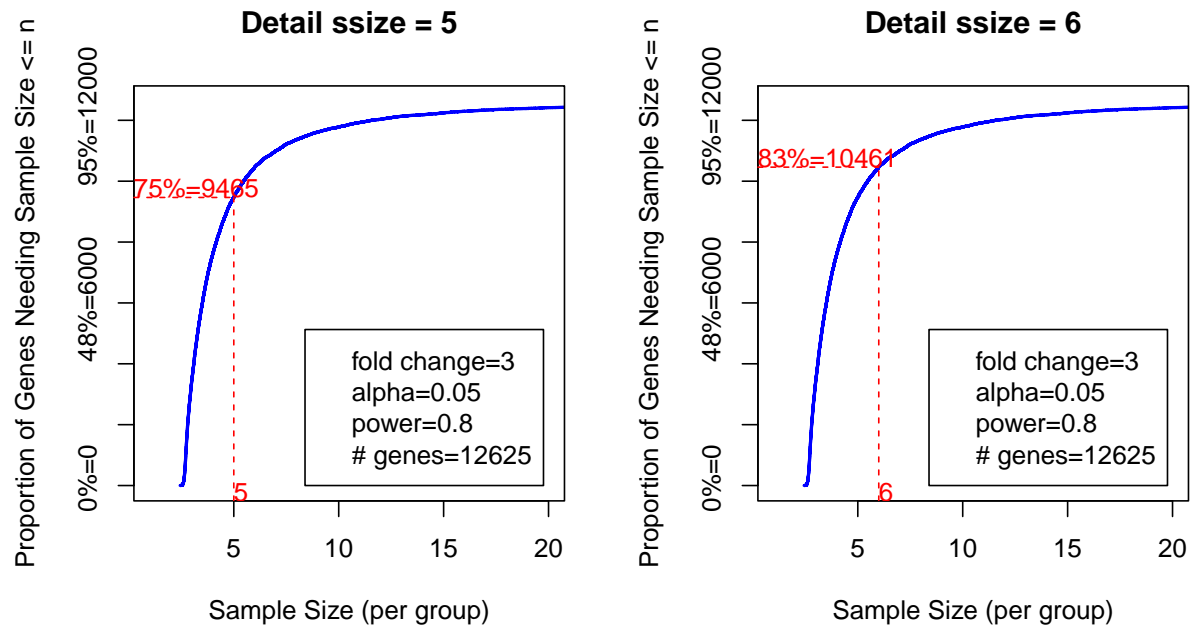 Detail ssize = 5
Proportion of Genes Needing Sample Size <= n
0%=0
48%=6000
95%=12000
75%=9465
5
fold change=3
alpha=0.05
power=0.8
# genes=12625
5 10 15 20
Sample Size (per group)
Detail ssize = 6
Proportion of Genes Needing Sample Size <= n
0%=0
48%=6000
95%=12000
83%=10461
6
fold change=3
alpha=0.05
power=0.8
# genes=12625
5 10 15 20
Sample Size (per group)